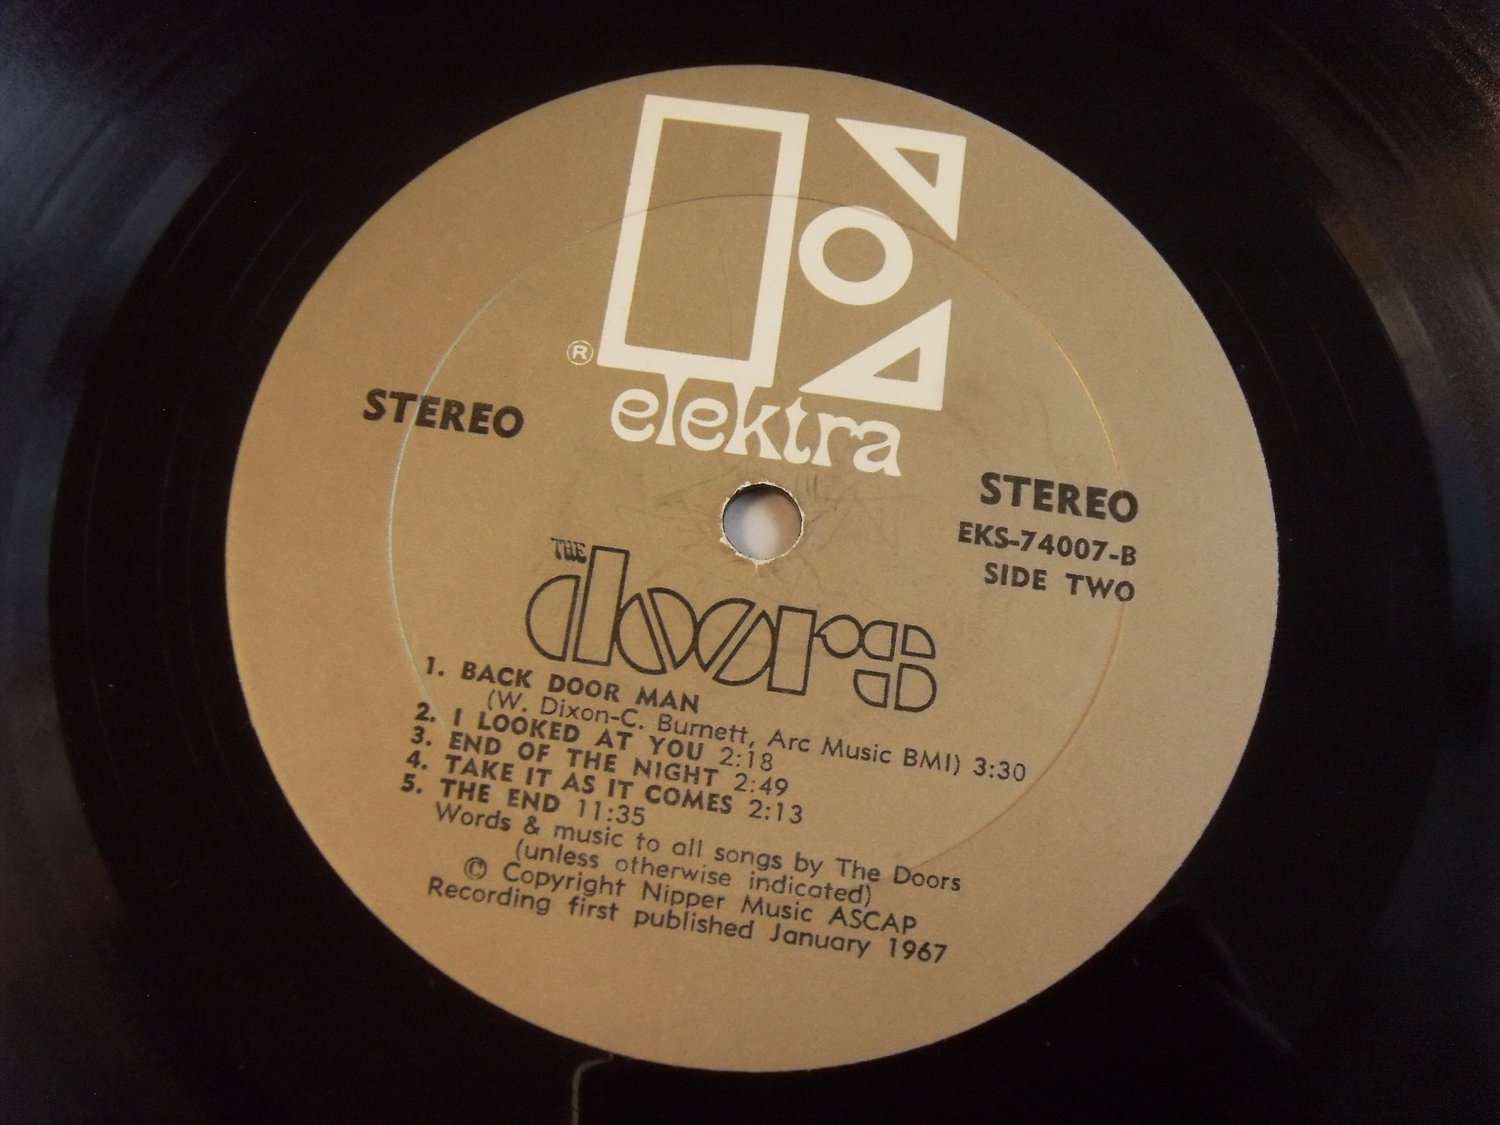 ®
elektra
STEREO
STEREO
EKS-74007-B
SIDE TWO
THE
doors
1. BACK DOOR MAN
(W. Dixon-C. Burnett, Arc Music BMI) 3:30
2. I LOOKED AT YOU 2:18
3. END OF THE NIGHT 2:49
4. TAKE IT AS IT COMES 2:13
5. THE END 11:35
Words & music to all songs by The Doors
(unless otherwise indicated)
© Copyright Nipper Music ASCAP
Recording first published January 1967